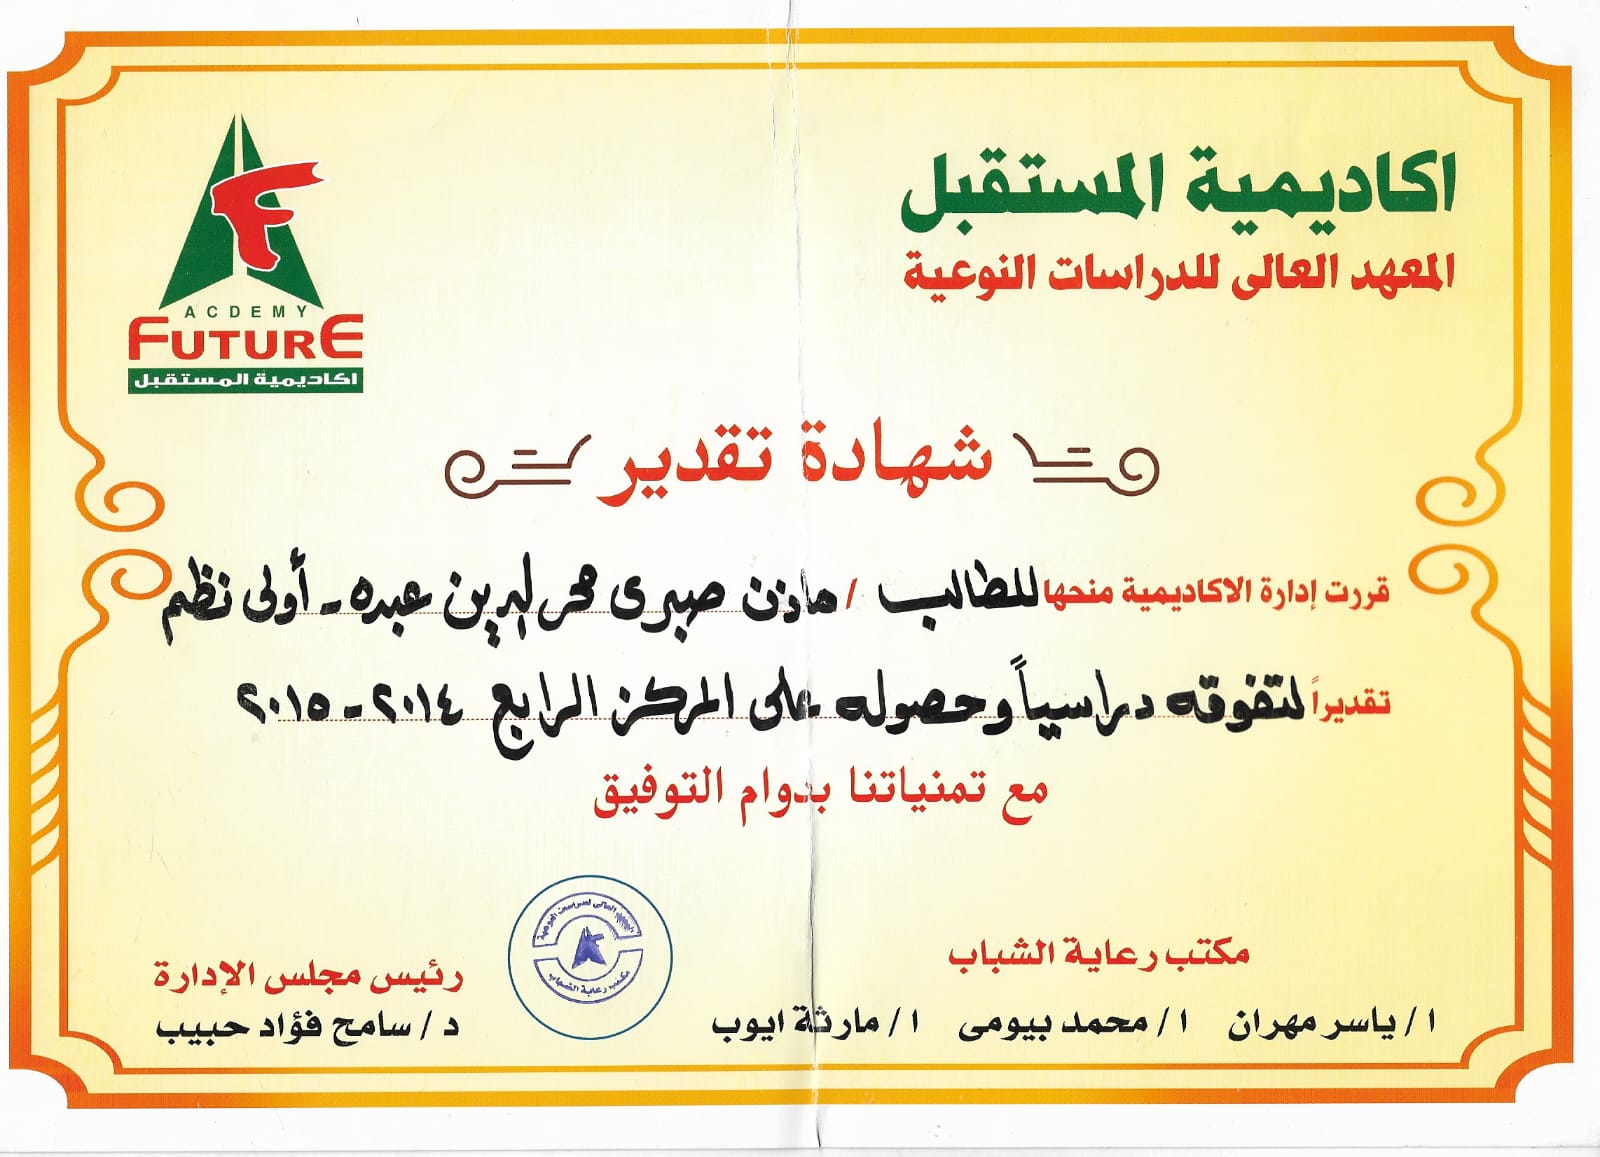 اكاديمية المستقبل
المعهد العالى للدراسات النوعية
ACDEMY
FUTURE
اكاديمية المستقبل
شهادة تقدير
قررت إدارة الاكاديمية منحها للطالب / مازن صبرى لدين عبده - أولى نظم
تقديراً لتفوقه دراسياً وحصوله على المركز الرابع ٢٠١٤ - ٢٠١٥
مع تمنياتنا بدوام التوفيق
مكتب رعاية الشباب
ا / ياسر مهران ا / محمد بيومى ا / مارثة ايوب
المعهد العالى للدراسات النوعية
مكتب رعاية الشباب
رئيس مجلس الإدارة
د / سامح فؤاد حبيب